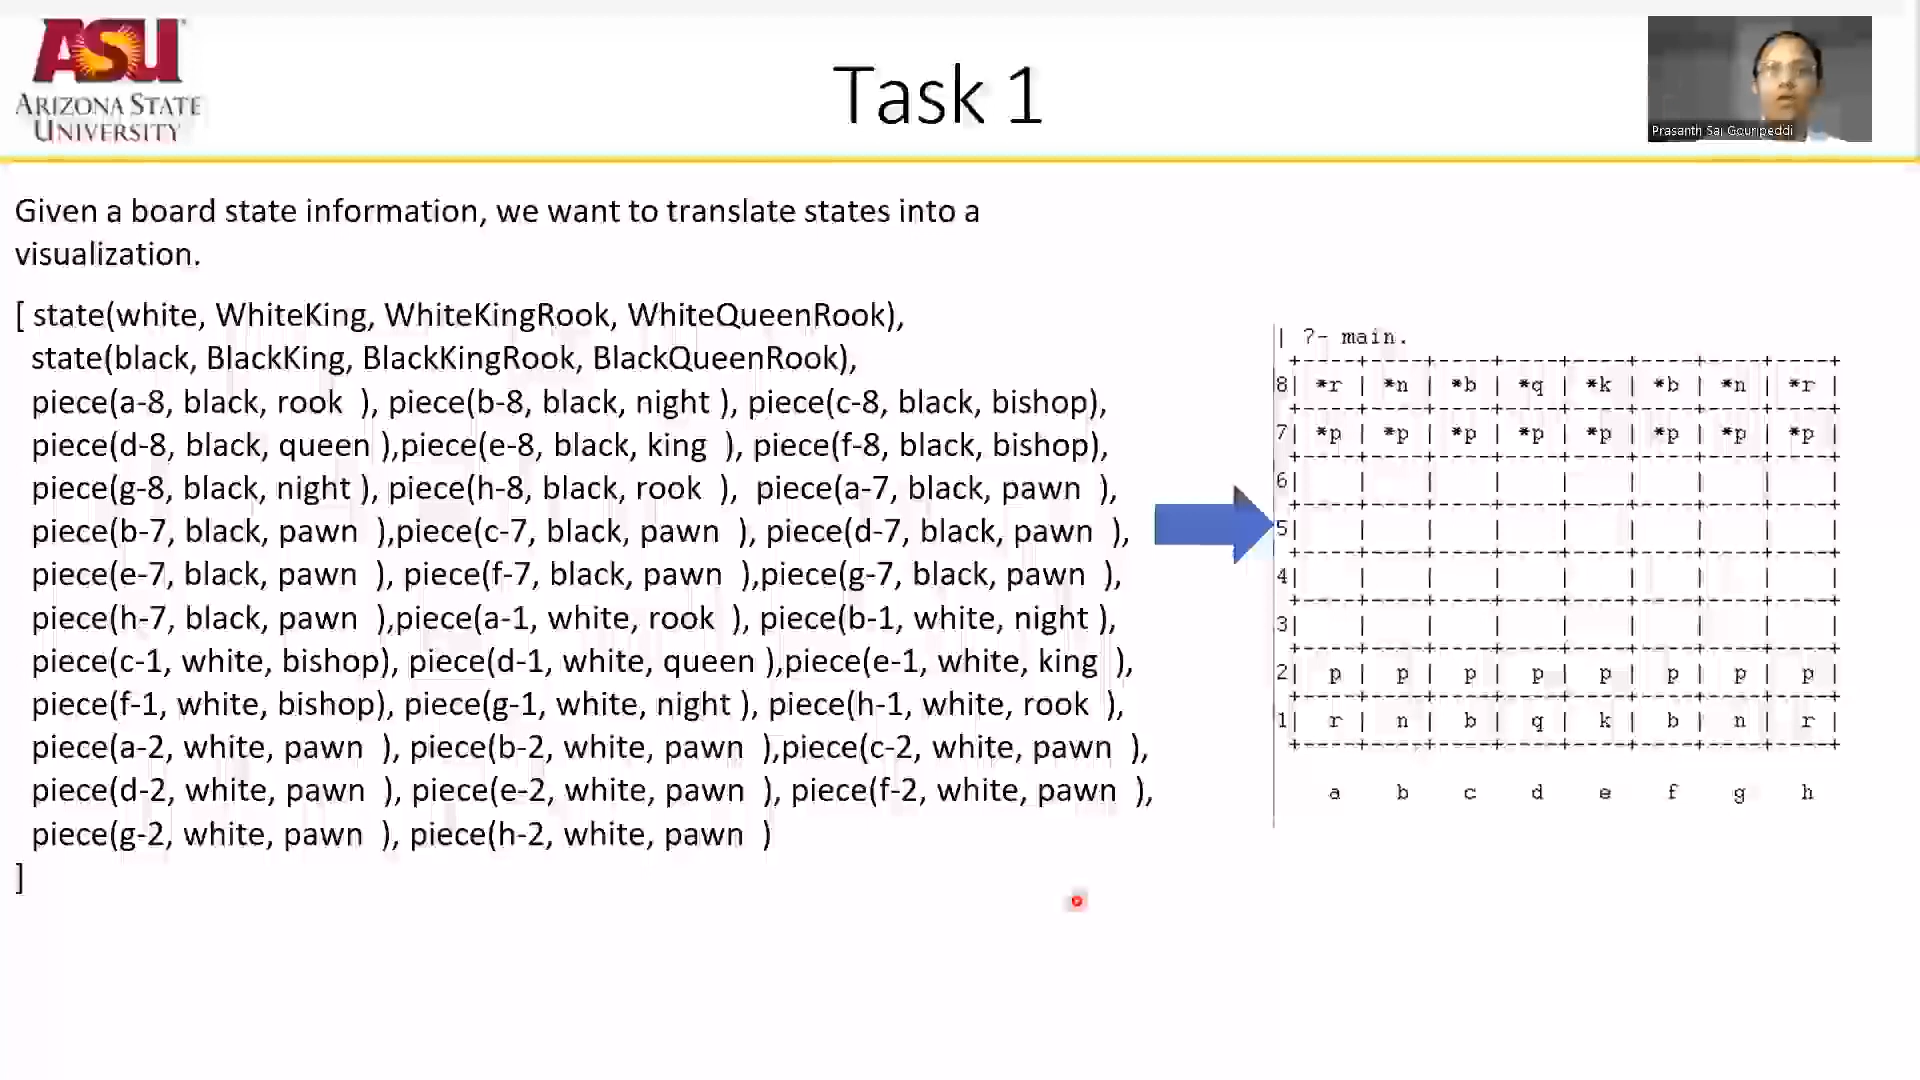 ASU
ARIZONA STATE
UNIVERSITY
Task 1
Prasanth Sai Gouripeddi
Given a board state information, we want to translate states into a
visualization.
[ state(white, WhiteKing, WhiteKingRook, WhiteQueenRook),
state(black, BlackKing, BlackKingRook, BlackQueenRook),
piece(a-8, black, rook  ), piece(b-8, black, night ), piece(c-8, black, bishop),
piece(d-8, black, queen ),piece(e-8, black, king  ), piece(f-8, black, bishop),
piece(g-8, black, night ), piece(h-8, black, rook  ),  piece(a-7, black, pawn  ),
piece(b-7, black, pawn  ),piece(c-7, black, pawn  ), piece(d-7, black, pawn  ),
piece(e-7, black, pawn  ), piece(f-7, black, pawn  ),piece(g-7, black, pawn  ),
piece(h-7, black, pawn  ),piece(a-1, white, rook  ), piece(b-1, white, night ),
piece(c-1, white, bishop), piece(d-1, white, queen ),piece(e-1, white, king  ),
piece(f-1, white, bishop), piece(g-1, white, night ), piece(h-1, white, rook  ),
piece(a-2, white, pawn  ), piece(b-2, white, pawn  ),piece(c-2, white, pawn  ),
piece(d-2, white, pawn  ), piece(e-2, white, pawn  ), piece(f-2, white, pawn  ),
piece(g-2, white, pawn  ), piece(h-2, white, pawn  )
]
| ?- main.
+----+----+----+----+----+----+----+----+
8| *r | *n | *b | *q | *k | *b | *n | *r |
+----+----+----+----+----+----+----+----+
7| *p | *p | *p | *p | *p | *p | *p | *p |
+----+----+----+----+----+----+----+----+
6|    |    |    |    |    |    |    |    |
+----+----+----+----+----+----+----+----+
5|    |    |    |    |    |    |    |    |
+----+----+----+----+----+----+----+----+
4|    |    |    |    |    |    |    |    |
+----+----+----+----+----+----+----+----+
3|    |    |    |    |    |    |    |    |
+----+----+----+----+----+----+----+----+
2|  p |  p |  p |  p |  p |  p |  p |  p |
+----+----+----+----+----+----+----+----+
1|  r |  n |  b |  q |  k |  b |  n |  r |
+----+----+----+----+----+----+----+----+
a    b    c    d    e    f    g    h